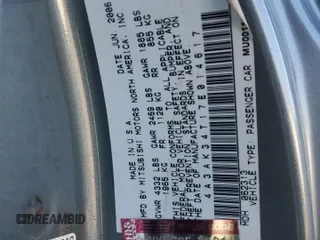 MADE IN U.S.A. DATE JUN. 2006
BY MITSUBISHI MOTORS NORTH AMERICA, INC.
GVWR 4332 LBS GAWR 2469 LBS GAWR 1885 LBS
1965 KG FR 1120 KG RR 855 KG
THIS VEHICLE CONFORMS TO ALL APPLICABLE
FEDERAL MOTOR VEHICLE SAFETY, BUMPER, AND
THEFT PREVENTION STANDARDS IN EFFECT ON
THE DATE OF MANUFACTURE SHOWN ABOVE.
4A3AK34T17E014617
MDH: 062313 MU001
VEHICLE TYPE: PASSENGER CAR
DREAMBID